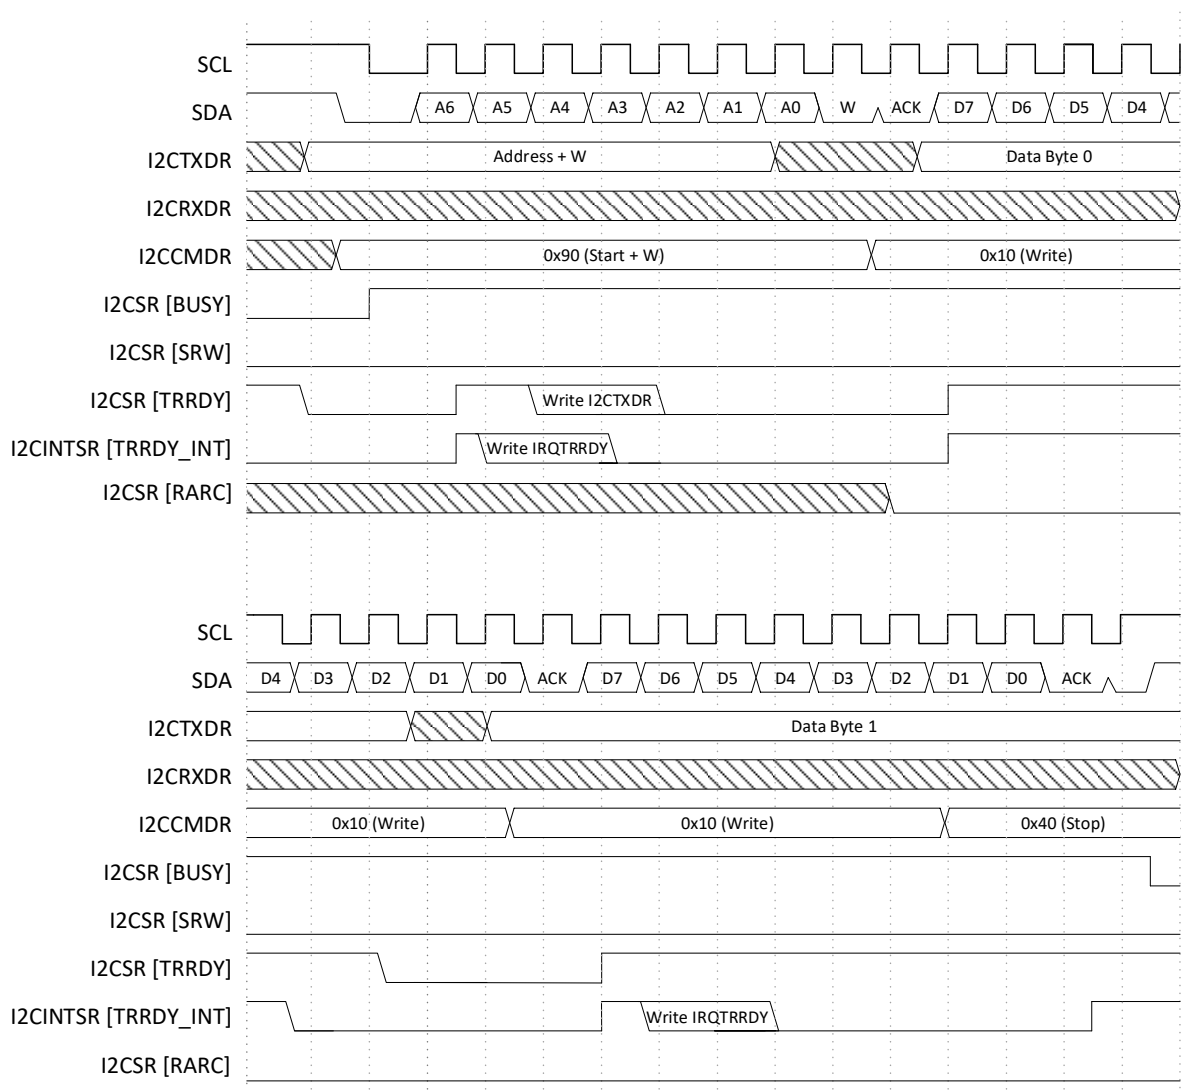 SCL
SDA A6 A5 A4 A3 A2 A1 A0 W ACK D7 D6 D5 D4
I2CTXDR Address + W Data Byte 0
I2CRXDR
I2CCMDR 0x90 (Start + W) 0x10 (Write)
I2CSR [BUSY]
I2CSR [SRW]
I2CSR [TRRDY] Write I2CTXDR
I2CINTSR [TRRDY_INT] Write IRQTRRDY
I2CSR [RARC]
SCL
SDA D4 D3 D2 D1 D0 ACK D7 D6 D5 D4 D3 D2 D1 D0 ACK
I2CTXDR Data Byte 1
I2CRXDR
I2CCMDR 0x10 (Write) 0x10 (Write) 0x40 (Stop)
I2CSR [BUSY]
I2CSR [SRW]
I2CSR [TRRDY]
I2CINTSR [TRRDY_INT] Write IRQTRRDY
I2CSR [RARC]